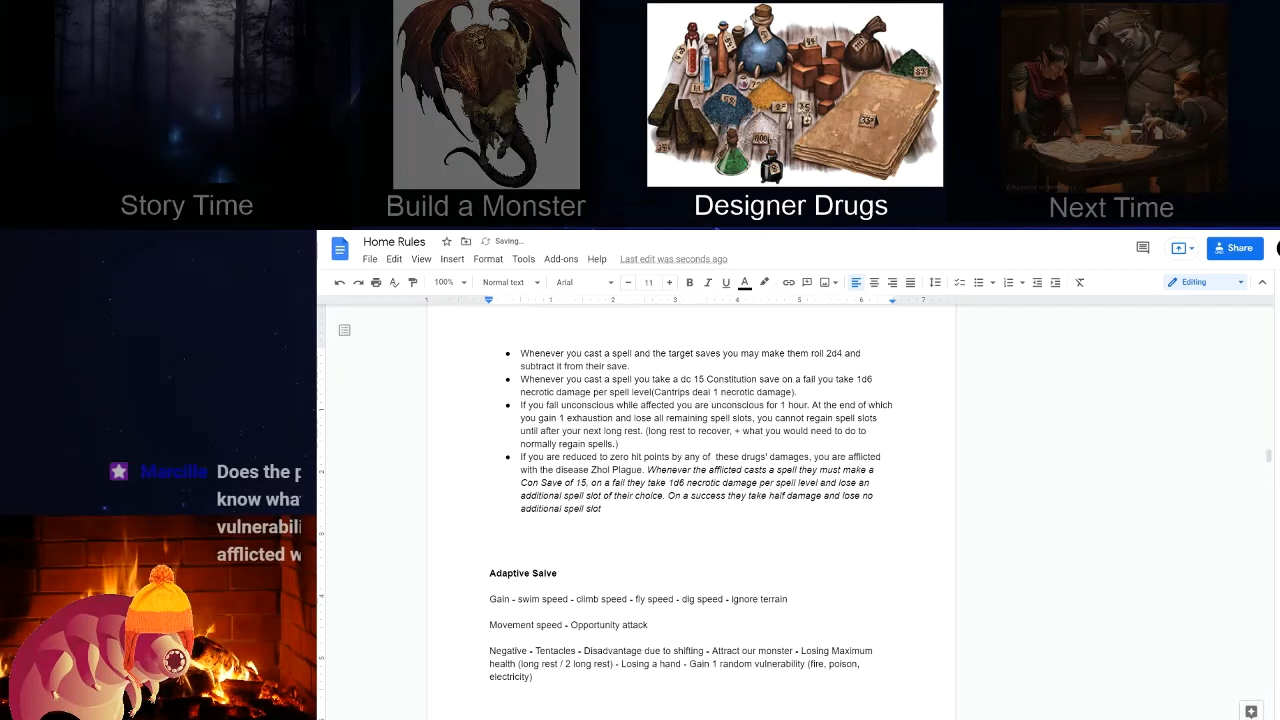 Story Time
Build a Monster
Designer Drugs
Next Time
Home Rules
Saving...
File Edit View Insert Format Tools Add-ons Help Last edit was seconds ago
Share
100% Normal text Arial 11 B I U A Editing
Whenever you cast a spell and the target saves you may make them roll 2d4 and
subtract it from their save.
Whenever you cast a spell you take a dc 15 Constitution save on a fail you take 1d6
necrotic damage per spell level(Cantrips deal 1 necrotic damage).
If you fall unconscious while affected you are unconscious for 1 hour. At the end of which
you gain 1 exhaustion and lose all remaining spell slots, you cannot regain spell slots
until after your next long rest. (long rest to recover, + what you would need to do to
normally regain spells.)
If you are reduced to zero hit points by any of these drugs' damages, you are afflicted
with the disease Zhol Plague. Whenever the afflicted casts a spell they must make a
Con Save of 15, on a fail they take 1d6 necrotic damage per spell level and lose an
additional spell slot of their choice. On a success they take half damage and lose no
additional spell slot
Adaptive Salve
Gain - swim speed - climb speed - fly speed - dig speed - ignore terrain
Movement speed - Opportunity attack
Negative - Tentacles - Disadvantage due to shifting - Attract our monster - Losing Maximum
health (long rest / 2 long rest) - Losing a hand - Gain 1 random vulnerability (fire, poison,
electricity)
Marcille Does the p
know wha
vulnerabili
afflicted w